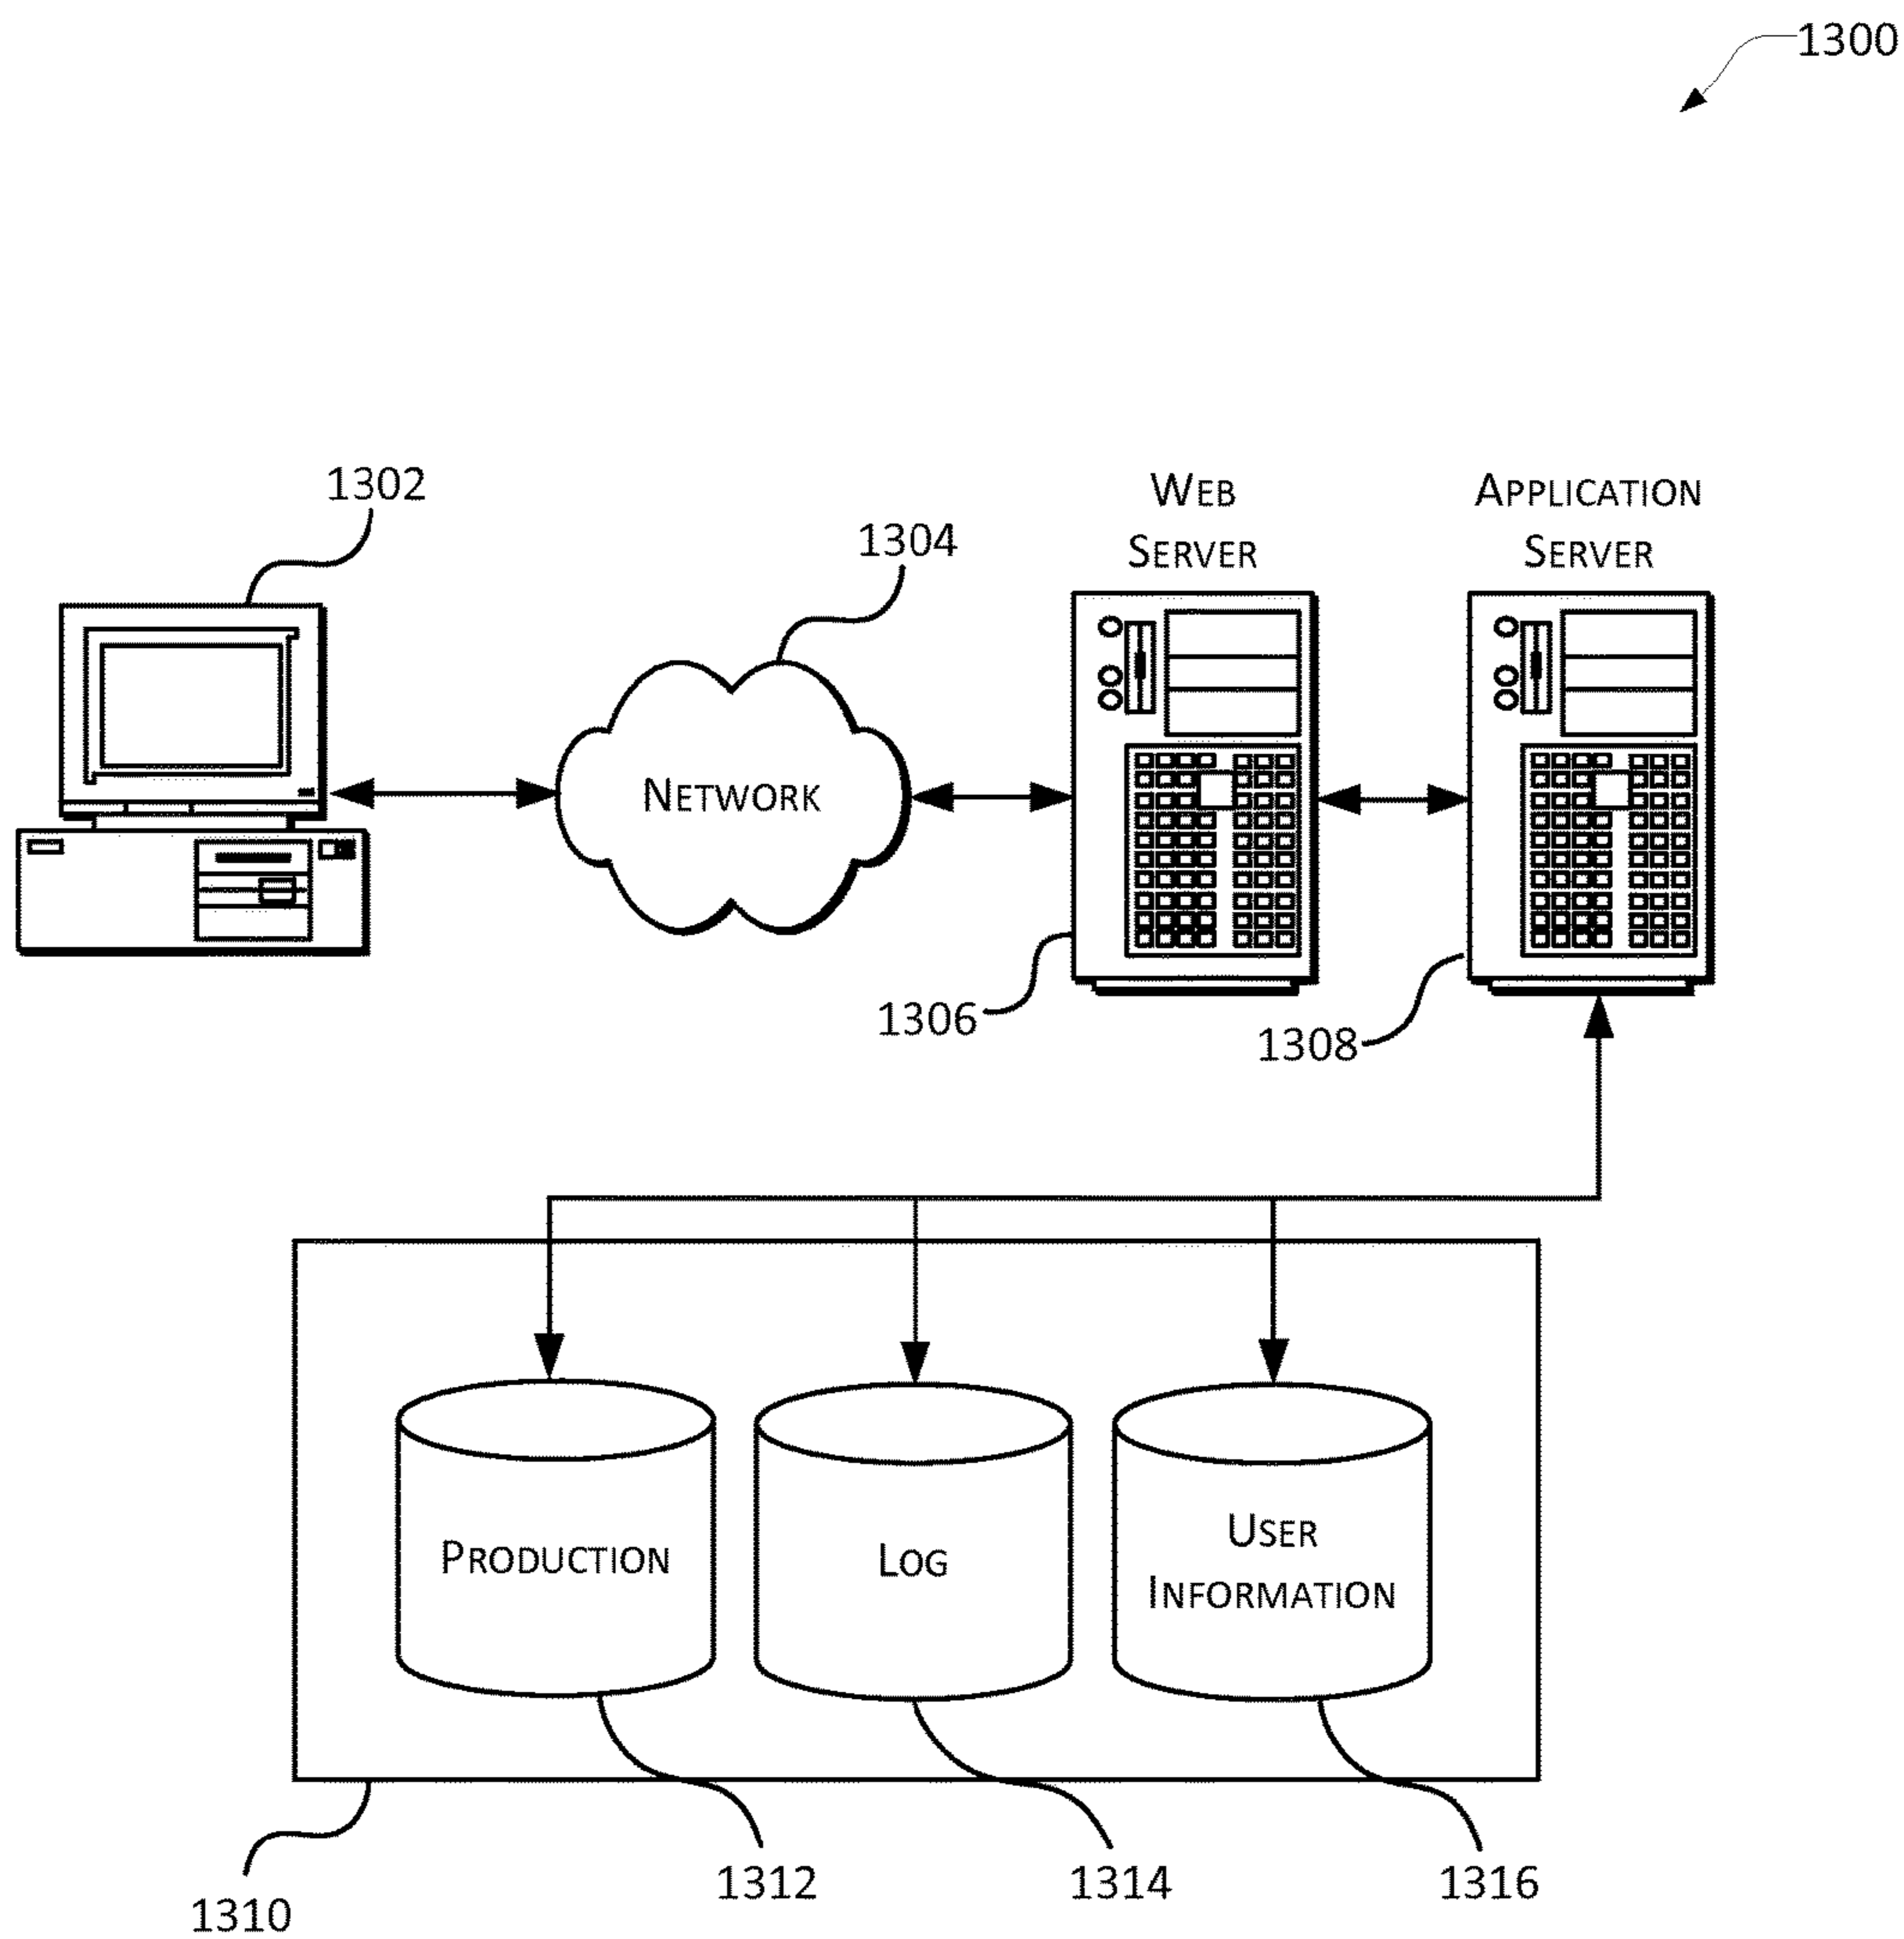 1300
1302
1304
WEB
SERVER
APPLICATION
SERVER
NETWORK
1306
1308
PRODUCTION
LOG
USER
INFORMATION
1310
1312
1314
1316